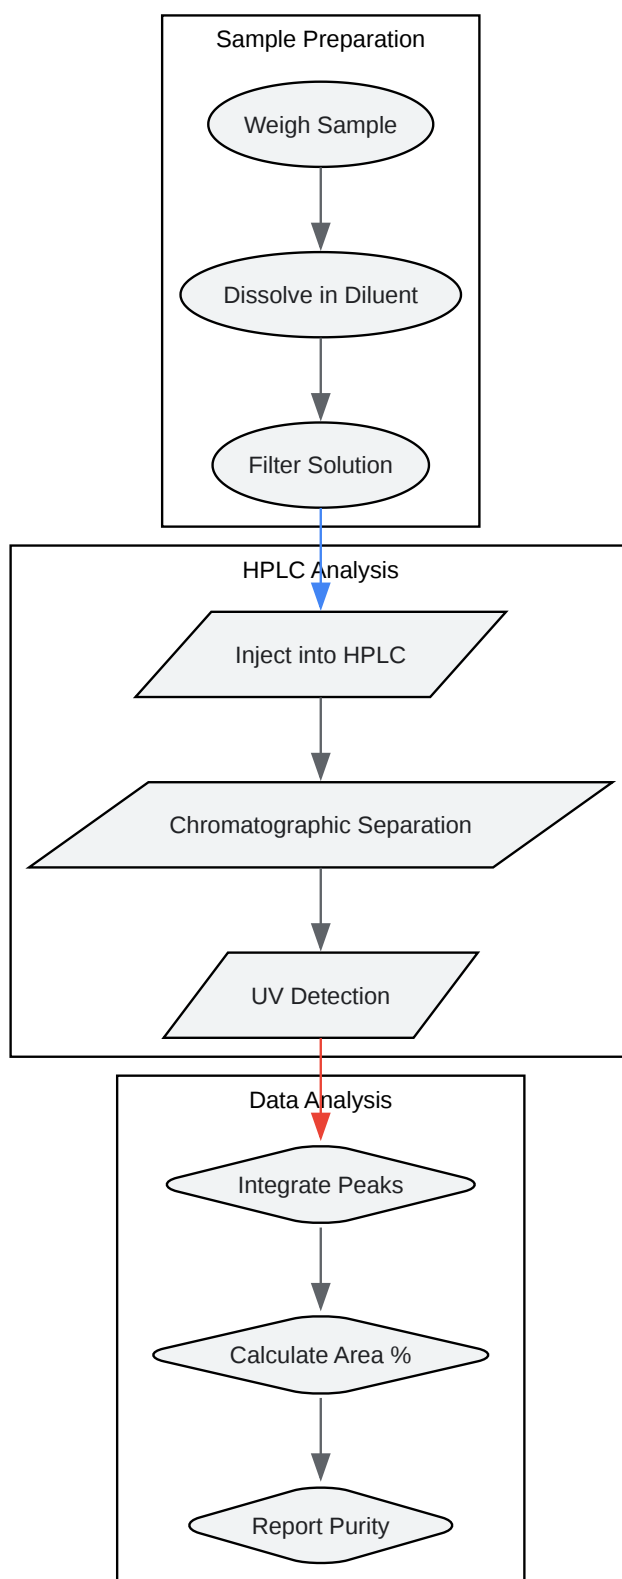 Sample Preparation
Weigh Sample
Dissolve in Diluent
Filter Solution
HPLC Analysis
Inject into HPLC
Chromatographic Separation
UV Detection
Data Analysis
Integrate Peaks
Calculate Area %
Report Purity